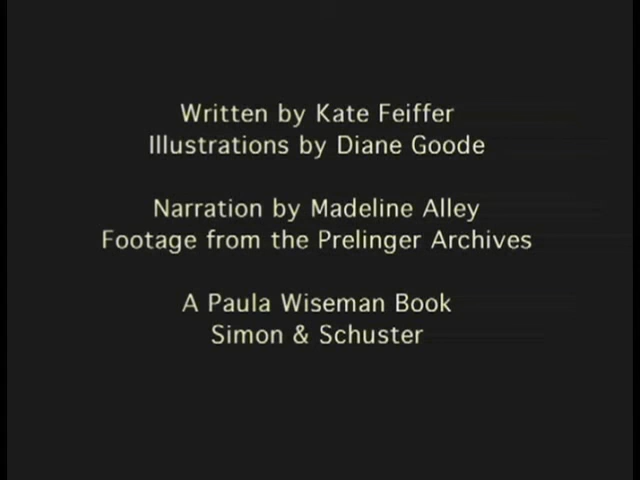 Written by Kate Feiffer
Illustrations by Diane Goode
Narration by Madeline Alley
Footage from the Prelinger Archives
A Paula Wiseman Book
Simon & Schuster